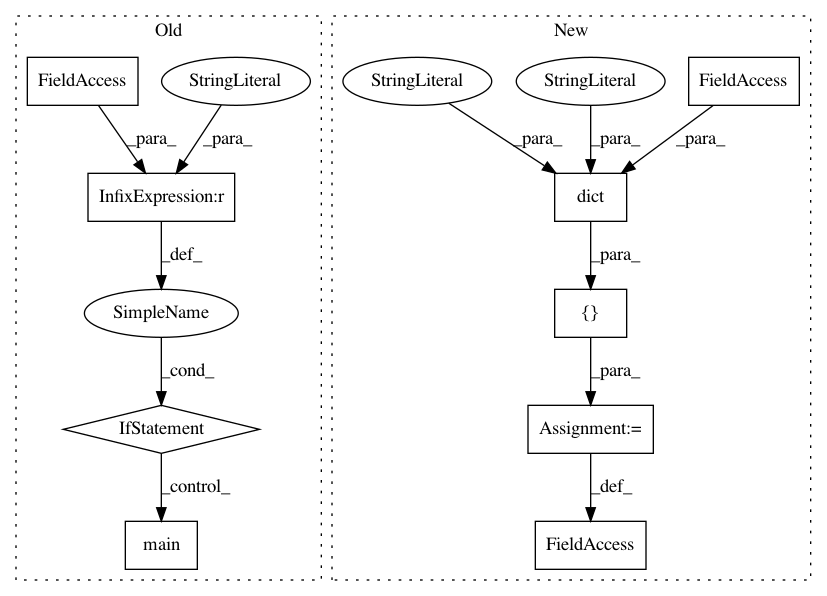 Old
New
FieldAccess
StringLiteral
StringLiteral
StringLiteral
FieldAccess
_para_
_para_
_para_
_para_
_para_
InfixExpression:r
dict
_def_
_para_
SimpleName
{}
_cond_
_para_
IfStatement
Assignment:=
_control_
_def_
main
FieldAccess